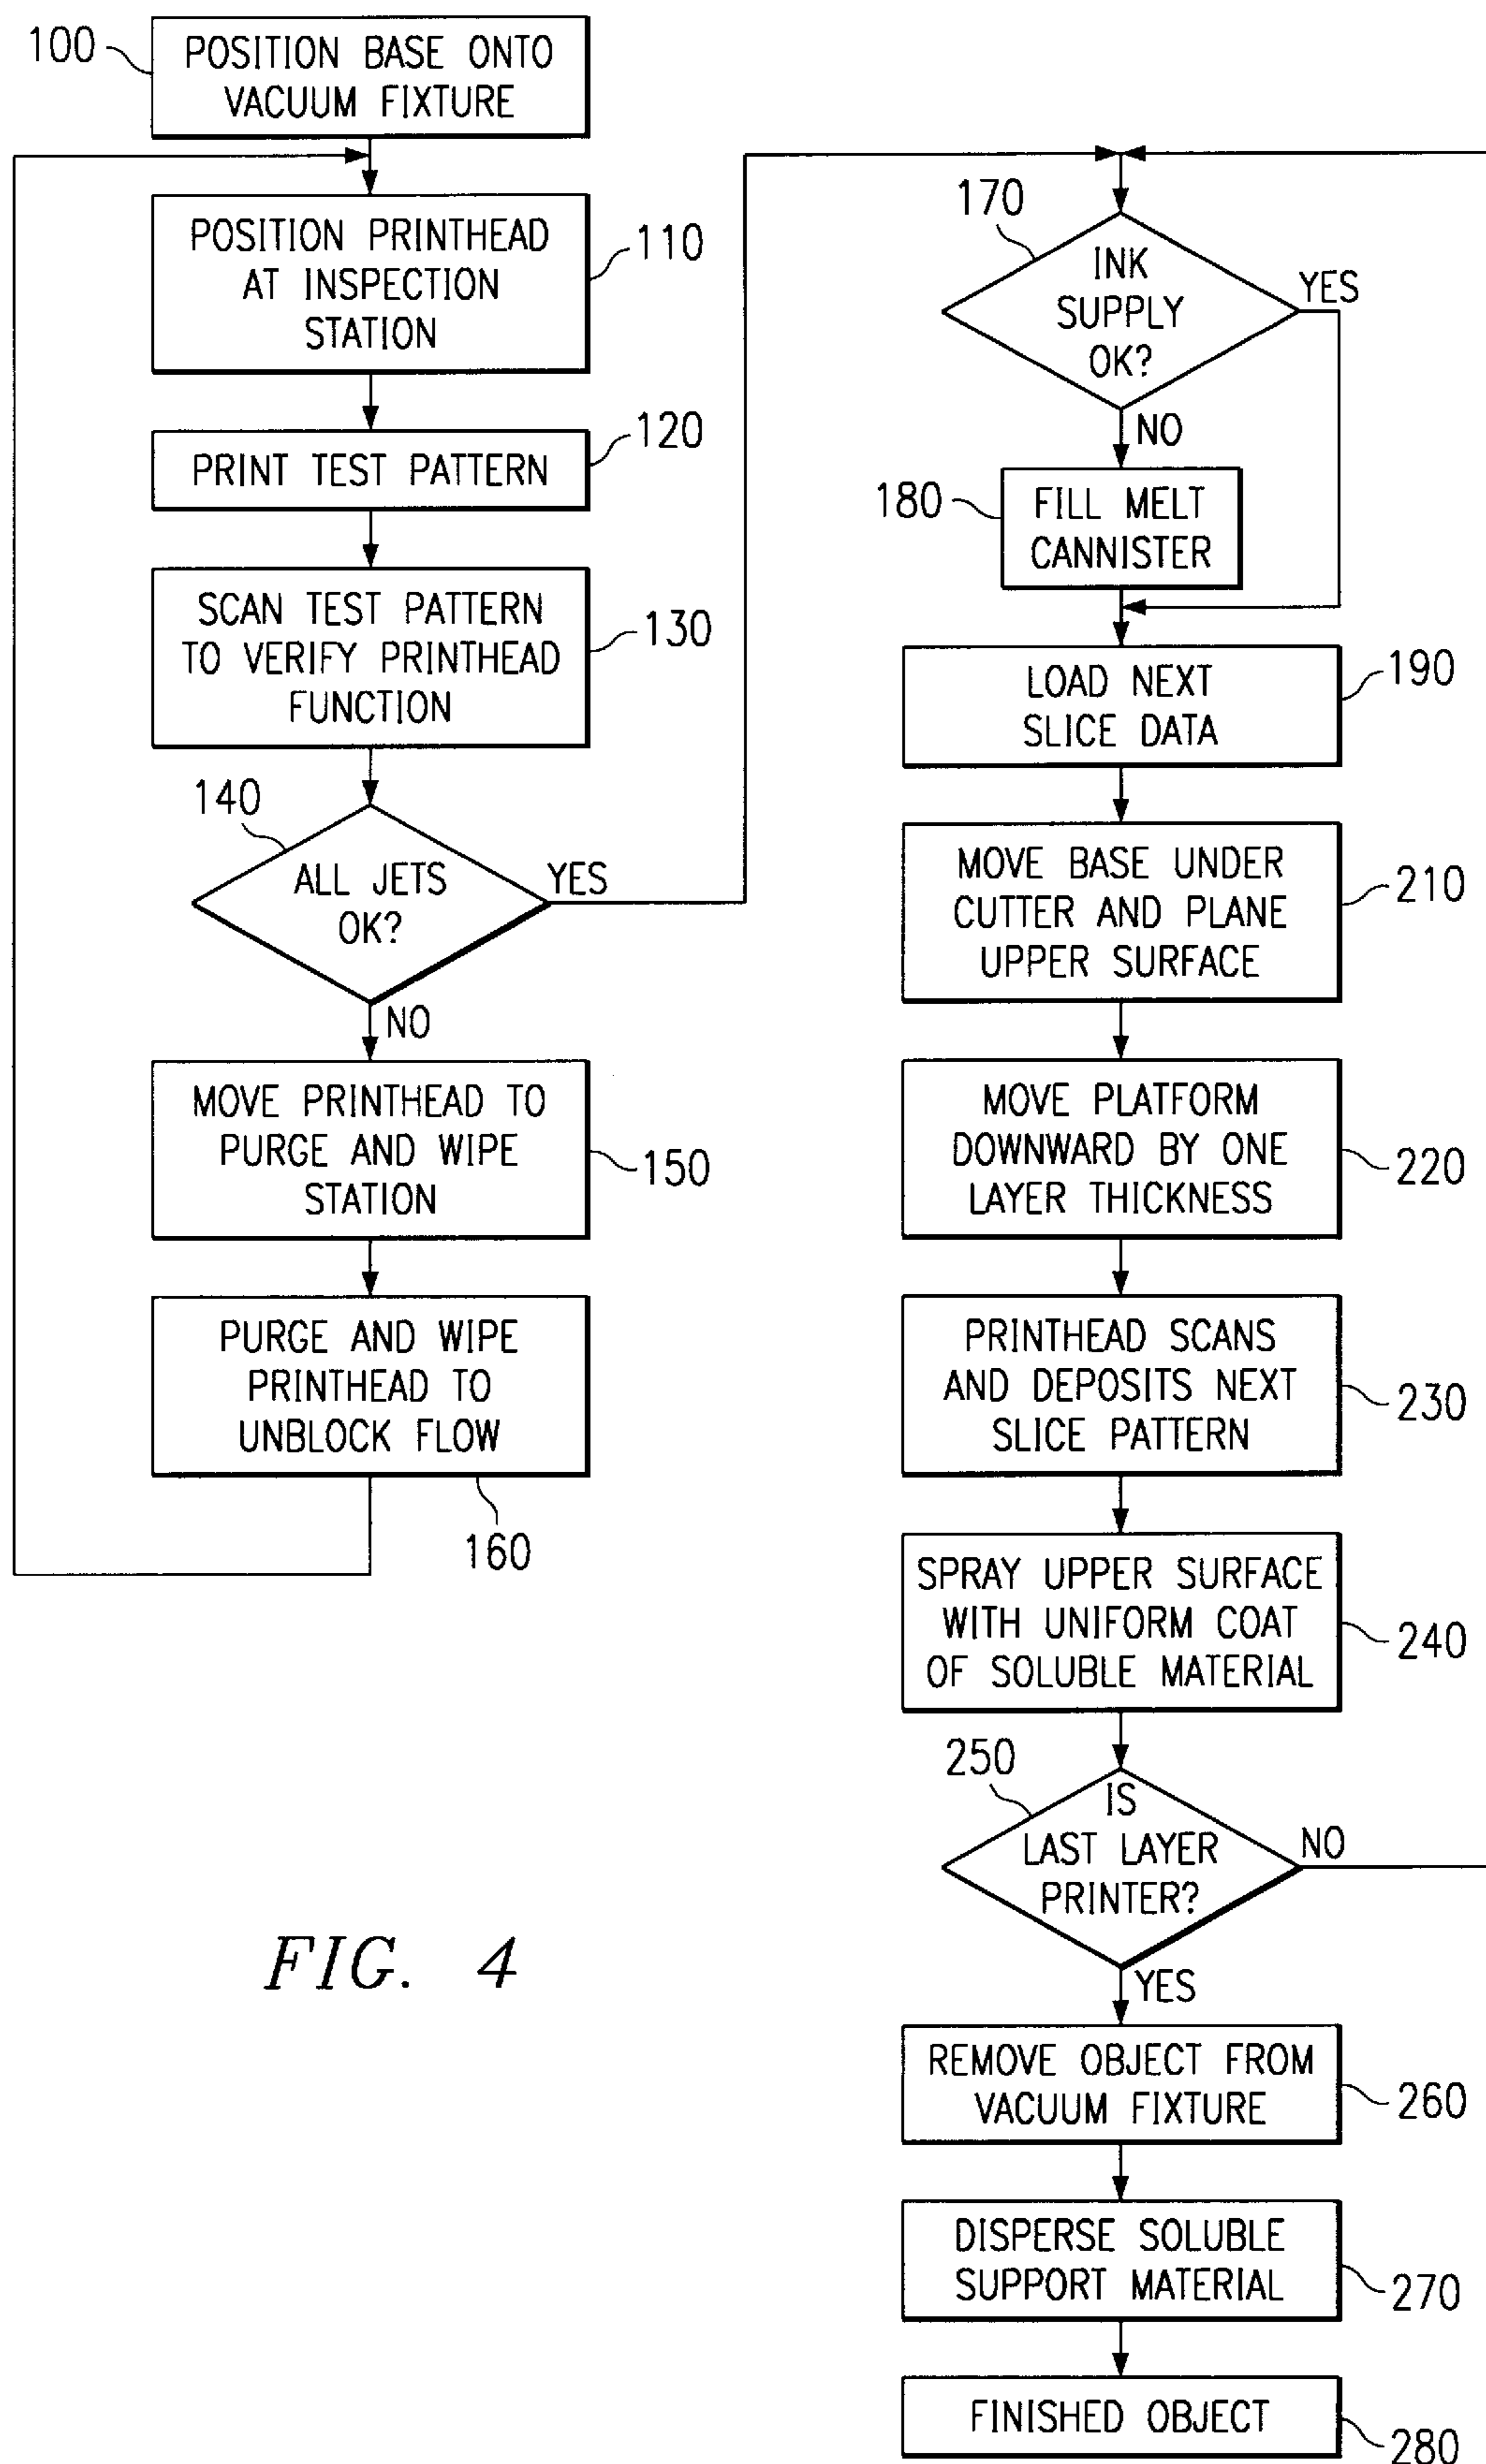 100
POSITION BASE ONTO
VACUUM FIXTURE
POSITION PRINTHEAD
AT INSPECTION
STATION
110
PRINT TEST PATTERN
120
SCAN TEST PATTERN
TO VERIFY PRINTHEAD
FUNCTION
130
140
ALL JETS
OK?
YES
NO
MOVE PRINTHEAD TO
PURGE AND WIPE
STATION
150
PURGE AND WIPE
PRINTHEAD TO
UNBLOCK FLOW
160
170
INK
SUPPLY
OK?
YES
NO
180
FILL MELT
CANNISTER
LOAD NEXT
SLICE DATA
190
MOVE BASE UNDER
CUTTER AND PLANE
UPPER SURFACE
210
MOVE PLATFORM
DOWNWARD BY ONE
LAYER THICKNESS
220
PRINTHEAD SCANS
AND DEPOSITS NEXT
SLICE PATTERN
230
SPRAY UPPER SURFACE
WITH UNIFORM COAT
OF SOLUBLE MATERIAL
240
250
IS
LAST LAYER
PRINTER?
NO
YES
REMOVE OBJECT FROM
VACUUM FIXTURE
260
DISPERSE SOLUBLE
SUPPORT MATERIAL
270
FINISHED OBJECT
280
FIG. 4